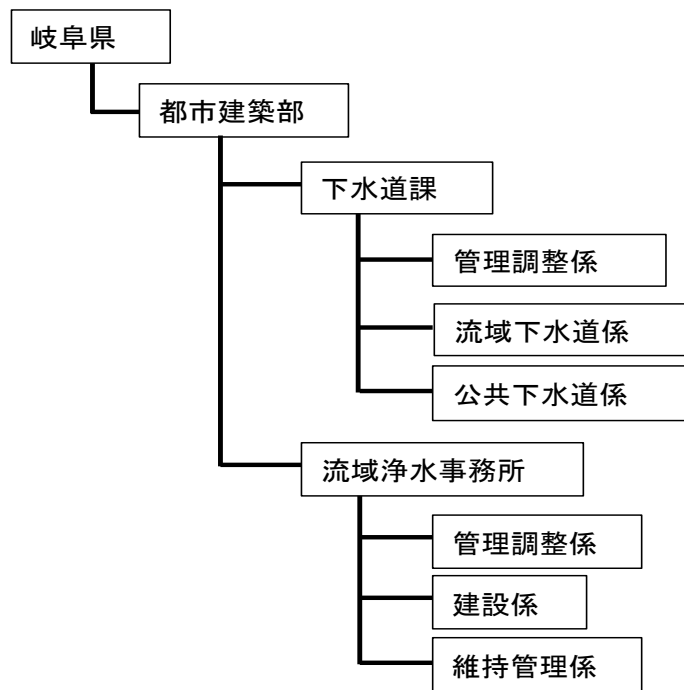 岐阜県
都市建築部
下水道課
管理調整係
流域下水道係
公共下水道係
流域浄水事務所
管理調整係
建設係
維持管理係